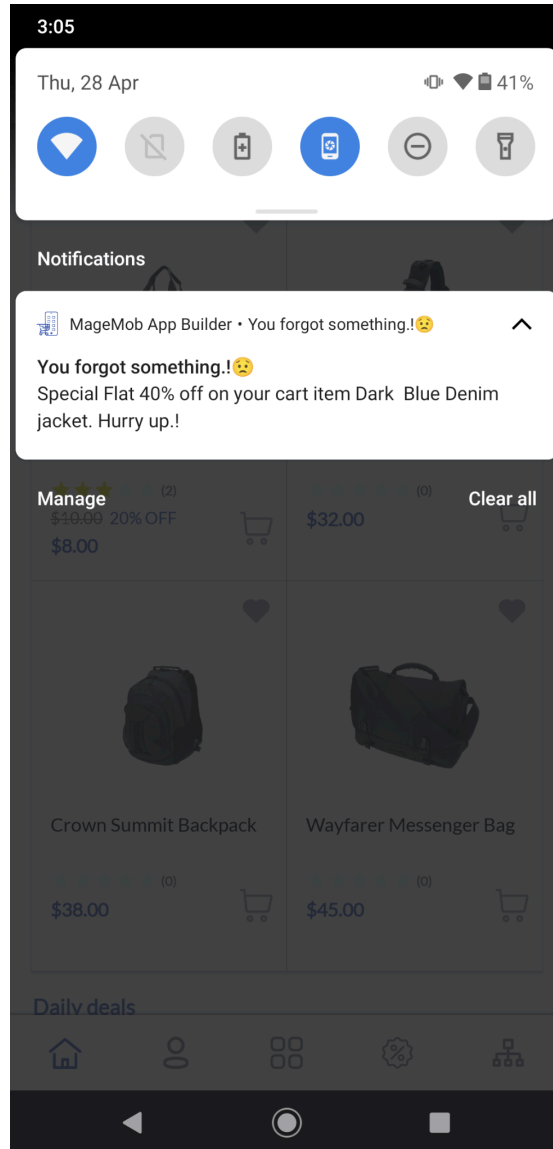 3:05
Thu, 28 Apr
41%
Notifications
MageMob App Builder • You forgot something.!😟
You forgot something.!😟
Special Flat 40% off on your cart item Dark  Blue Denim
jacket. Hurry up.!
Manage
Clear all
(2)
(0)
$10.00 20% OFF
$8.00
$32.00
Crown Summit Backpack
Wayfarer Messenger Bag
(0)
(0)
$38.00
$45.00
Daily deals